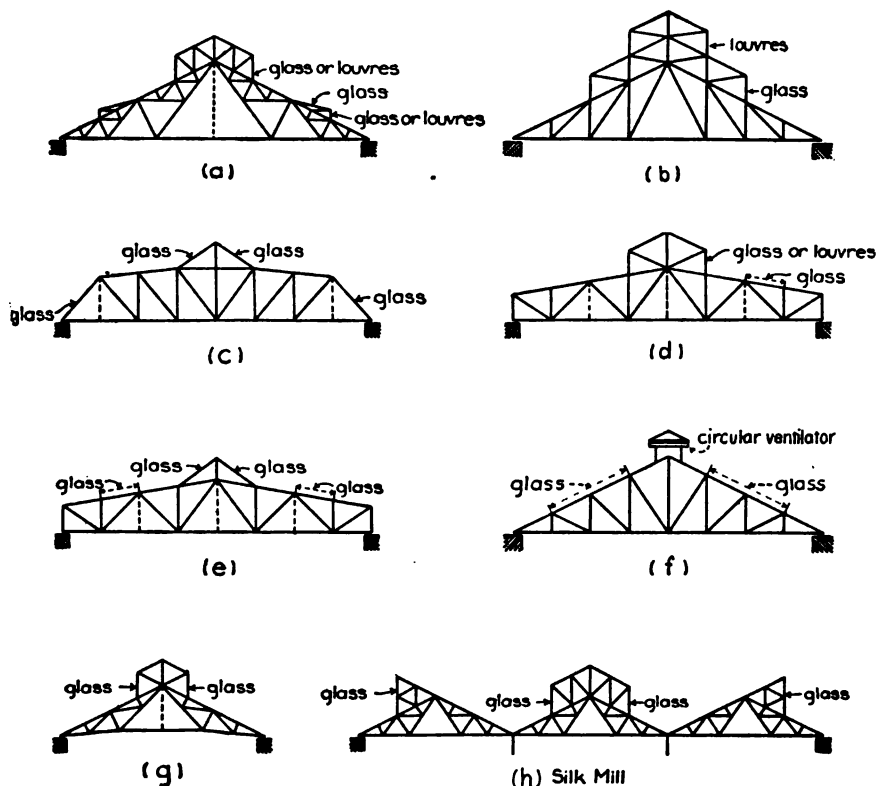 glass or louvres
glass
glass or louvres
(a)
louvres
glass
(b)
glass
glass
glass
glass
(c)
glass or louvres
glass
(d)
glass
glass
glass
glass
(e)
circular ventilator
glass
glass
(f)
glass
glass
(g)
glass
glass
glass
glass
(h) Silk Mill